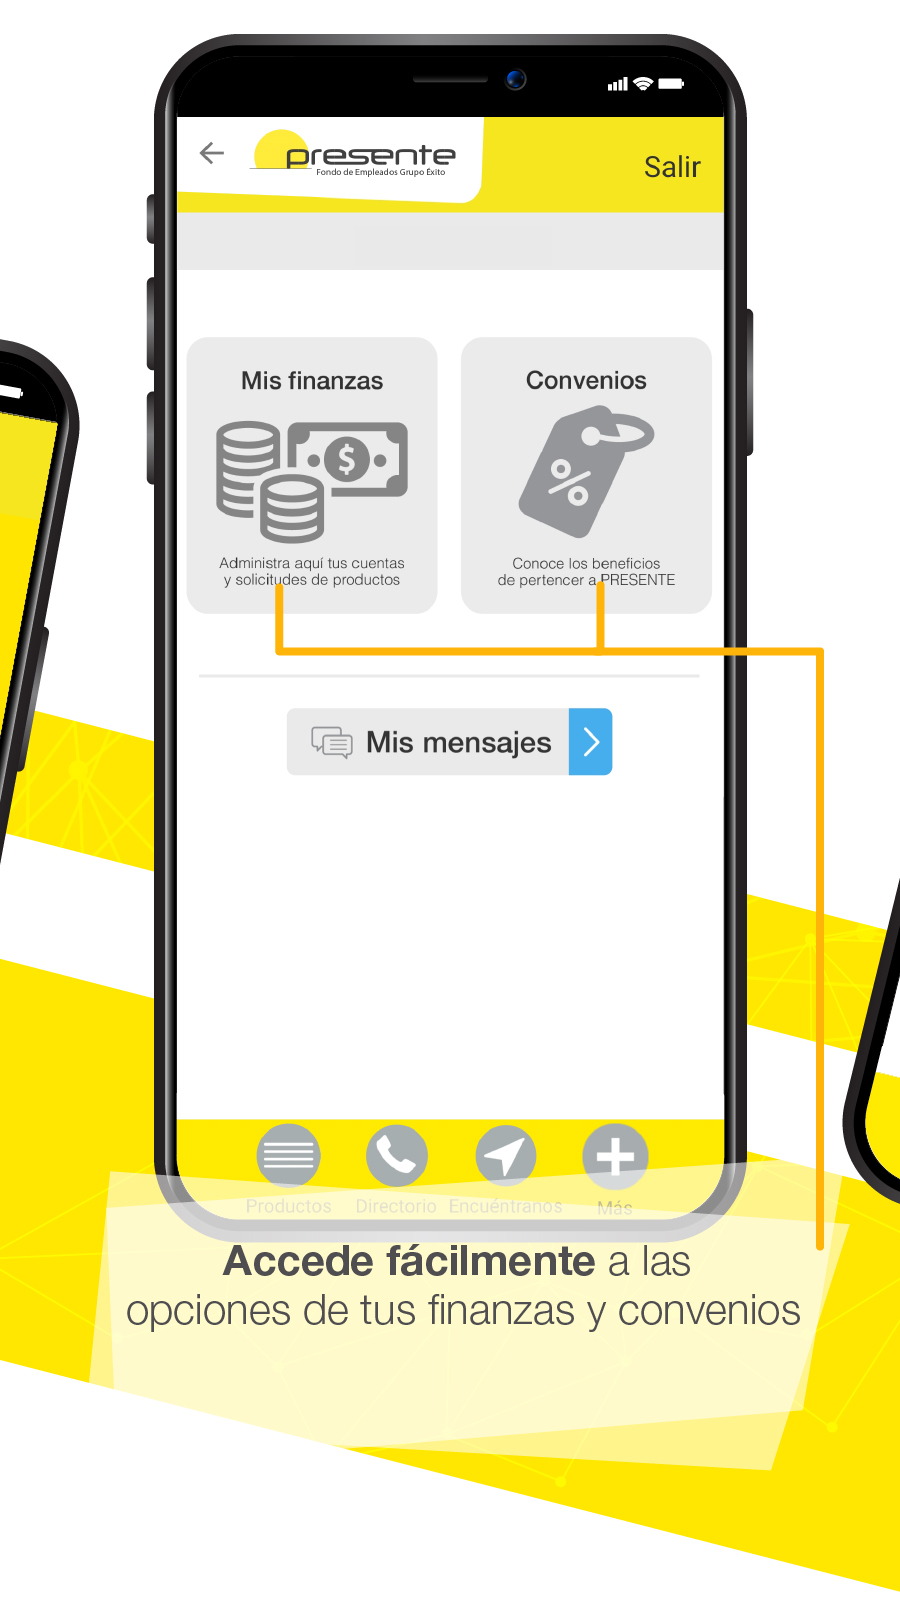 presente
Fondo de Empleados Grupo Éxito
Salir
Mis finanzas
$
Administra aquí tus cuentas
y solicitudes de productos
Convenios
%
Conoce los beneficios
de pertencer a PRESENTE
Mis mensajes
Productos
Directorio
Encuéntranos
Más
Accede fácilmente a las
opciones de tus finanzas y convenios